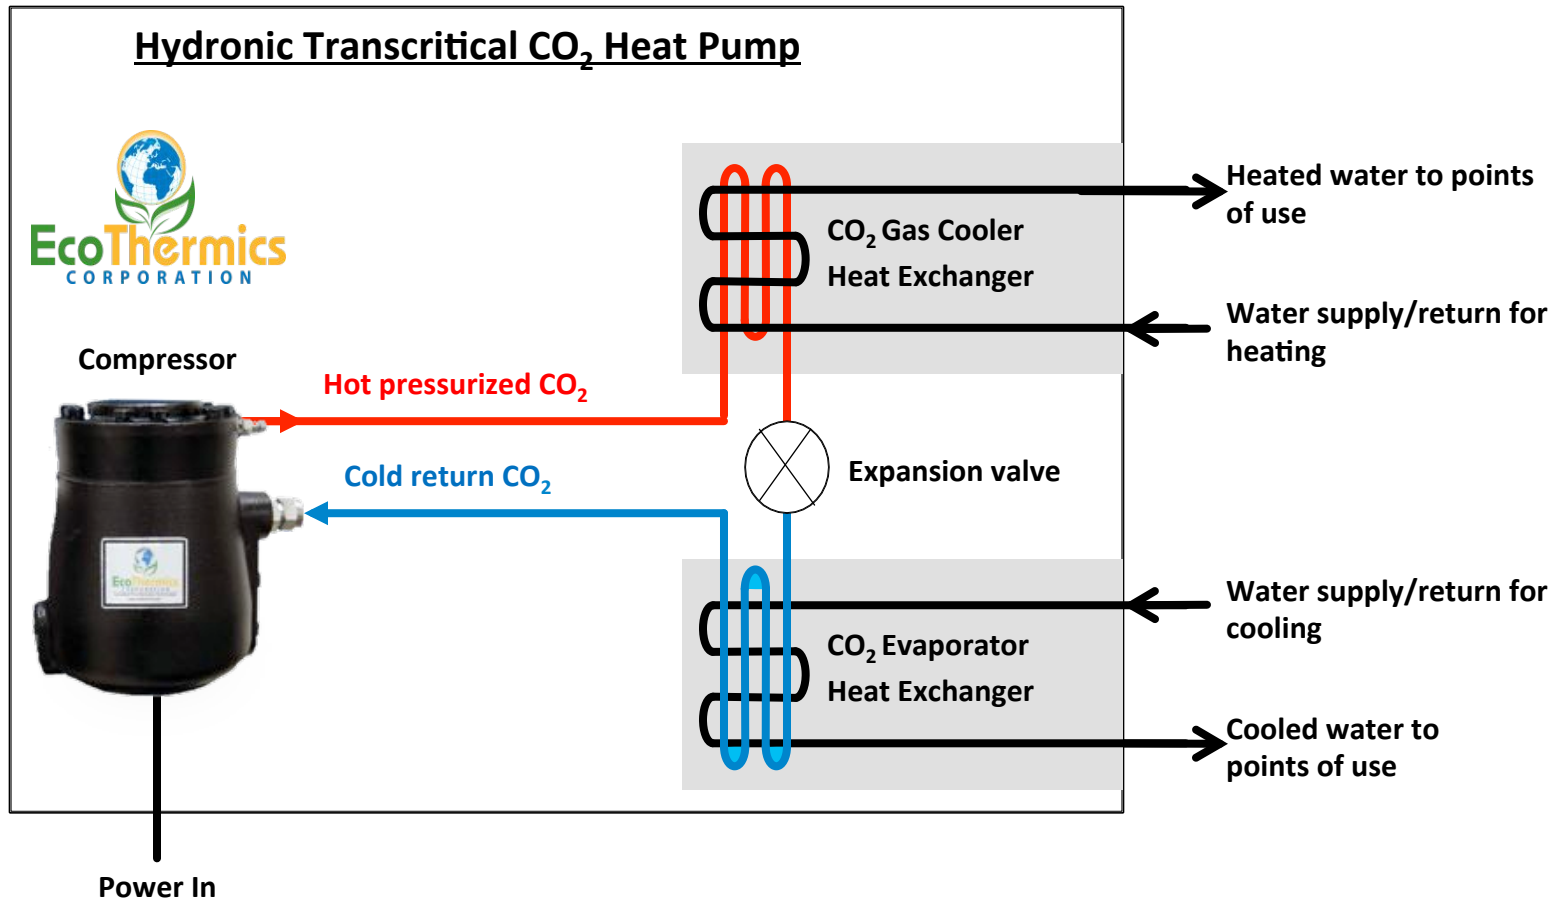 Hydronic Transcritical CO2 Heat Pump
EcoThermics
CORPORATION
Heated water to points
of use
CO2 Gas Cooler
Heat Exchanger
Water supply/return for
heating
Compressor
Hot pressurized CO2
Cold return CO2
Expansion valve
Water supply/return for
cooling
CO2 Evaporator
Heat Exchanger
Cooled water to
points of use
EcoThermics
CORPORATION
Power In